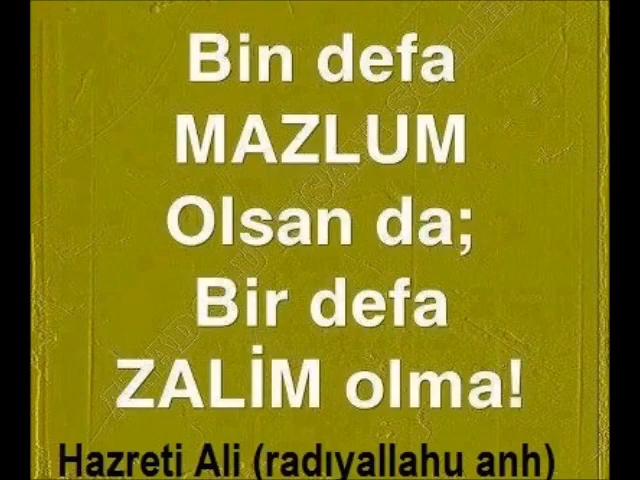 Bin defa
MAZLUM
Olsan da;
Bir defa
ZALİM olma!
Hazreti Ali (radıyallahu anh)